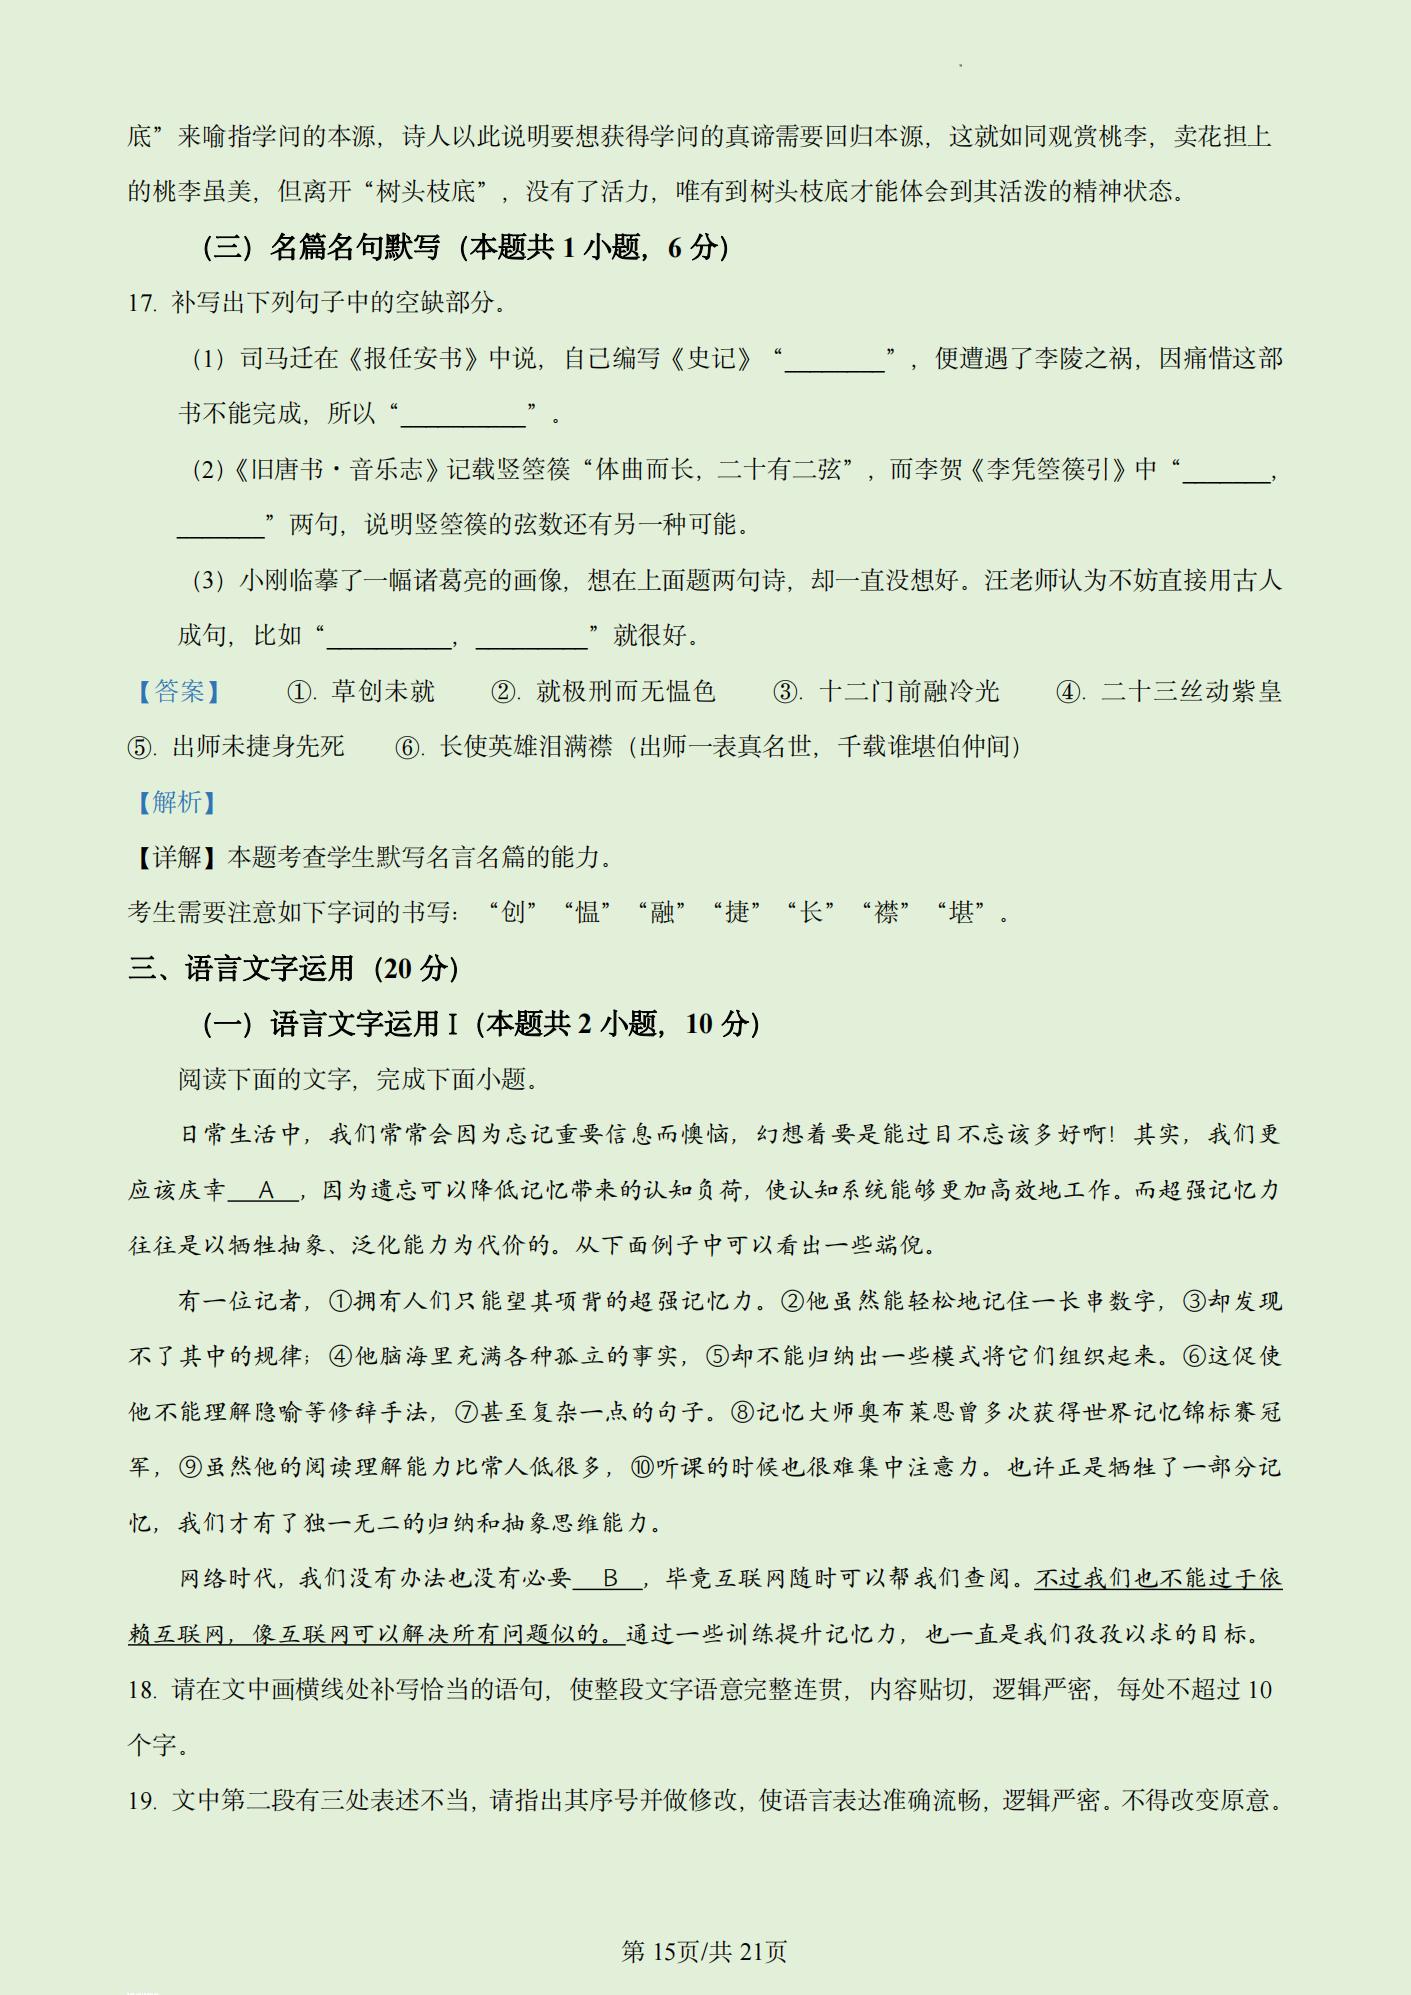 底”来喻指学问的本源，诗人以此说明要想获得学问的真谛需要回归本源，这就如同观赏桃李，卖花担上
的桃李虽美，但离开“树头枝底”，没有了活力，唯有到树头枝底才能体会到其活泼的精神状态。
（三）名篇名句默写（本题共 1 小题，6 分）
17. 补写出下列句子中的空缺部分。
（1）司马迁在《报任安书》中说，自己编写《史记》“________”，便遭遇了李陵之祸，因痛惜这部
书不能完成，所以“__________”。
（2）《旧唐书·音乐志》记载竖箜篌“体曲而长，二十有二弦”，而李贺《李凭箜篌引》中“_______，
_______”两句，说明竖箜篌的弦数还有另一种可能。
（3）小刚临摹了一幅诸葛亮的画像，想在上面题两句诗，却一直没想好。汪老师认为不妨直接用古人
成句，比如“__________，_________”就很好。
【答案】 ①. 草创未就 ②. 就极刑而无愠色 ③. 十二门前融冷光 ④. 二十三丝动紫皇
⑤. 出师未捷身先死 ⑥. 长使英雄泪满襟（出师一表真名世，千载谁堪伯仲间）
【解析】
【详解】本题考查学生默写名言名篇的能力。
考生需要注意如下字词的书写：“创”“愠”“融”“捷”“长”“襟”“堪”。
三、语言文字运用（20 分）
（一）语言文字运用Ⅰ（本题共 2 小题，10 分）
阅读下面的文字，完成下面小题。
日常生活中，我们常常会因为忘记重要信息而懊恼，幻想着要是能过目不忘该多好啊！其实，我们更
应该庆幸__A__，因为遗忘可以降低记忆带来的认知负荷，使认知系统能够更加高效地工作。而超强记忆力
往往是以牺牲抽象、泛化能力为代价的。从下面例子中可以看出一些端倪。
有一位记者，①拥有人们只能望其项背的超强记忆力。②他虽然能轻松地记住一长串数字，③却发现
不了其中的规律；④他脑海里充满各种孤立的事实，⑤却不能归纳出一些模式将它们组织起来。⑥这促使
他不能理解隐喻等修辞手法，⑦甚至复杂一点的句子。⑧记忆大师奥布莱恩曾多次获得世界记忆锦标赛冠
军，⑨虽然他的阅读理解能力比常人低很多，⑩听课的时候也很难集中注意力。也许正是牺牲了一部分记
忆，我们才有了独一无二的归纳和抽象思维能力。
网络时代，我们没有办法也没有必要__B__，毕竟互联网随时可以帮我们查阅。不过我们也不能过于依
赖互联网，像互联网可以解决所有问题似的。通过一些训练提升记忆力，也一直是我们孜孜以求的目标。
18. 请在文中画横线处补写恰当的语句，使整段文字语意完整连贯，内容贴切，逻辑严密，每处不超过 10
个字。
19. 文中第二段有三处表述不当，请指出其序号并做修改，使语言表达准确流畅，逻辑严密。不得改变原意。
第 15页/共 21页